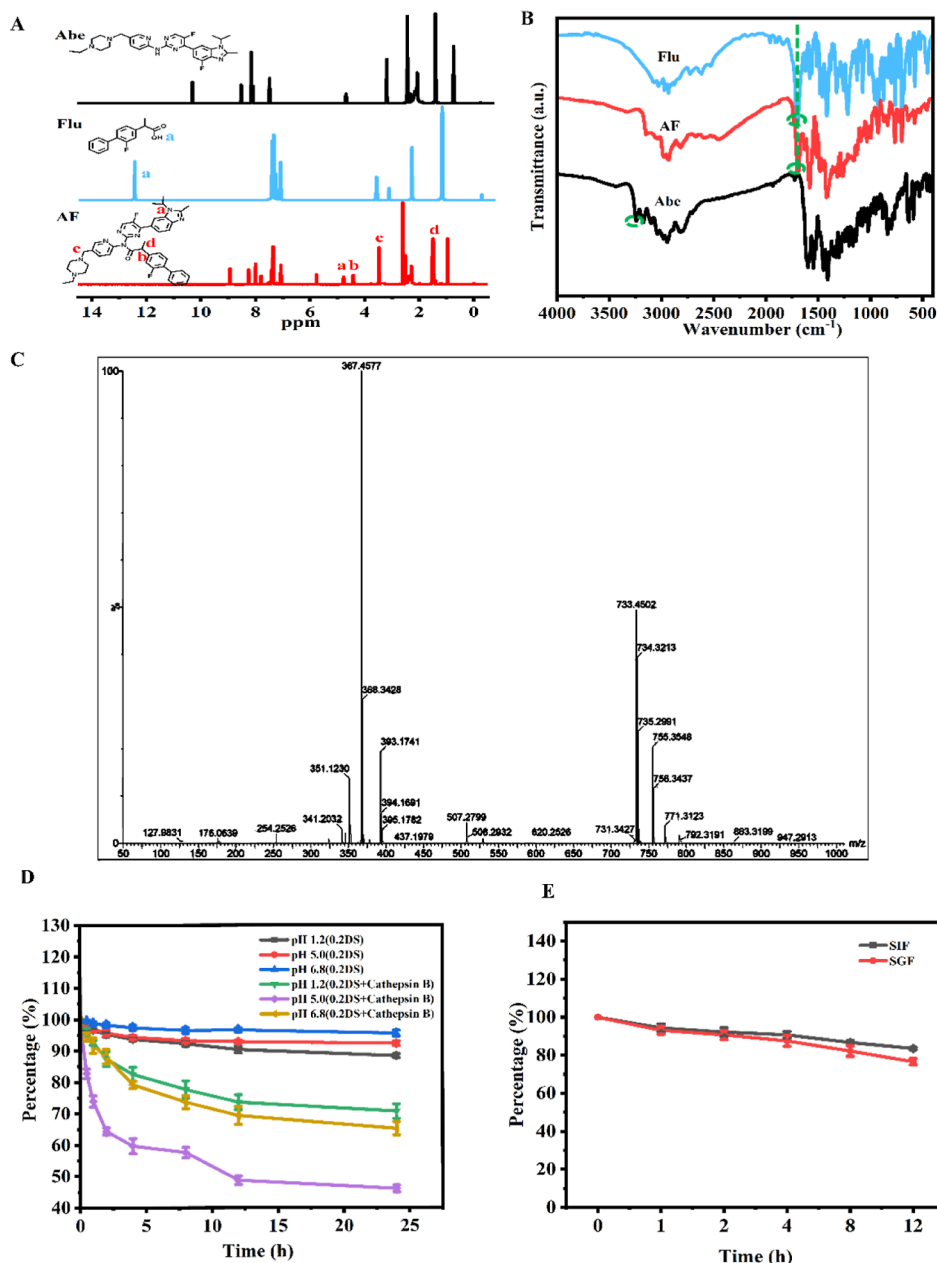 A
Abe
Flu
a
a
AF
a
c
d
b
c
a b
d
14 12 10 8 6 4 2 0
ppm
B
Flu
AF
Abe
Transmittance (a.u.)
4000 3500 3000 2500 2000 1500 1000 500
Wavenumber (cm-1)
C
100
%
0
367.4577
368.3428
393.1741
351.1230
394.1691
395.1782
341.2032
127.9831
176.0639
254.2526
437.1979
507.2799
508.2932
620.2526
731.3427
733.4502
734.3213
735.2991
755.3548
756.3437
771.3123
792.3191
883.3199
947.2913
50 100 150 200 250 300 350 400 450 500 550 600 650 700 750 800 850 900 950 1000
m/z
D
130
120
110
100
90
80
70
60
50
40
Percentage (%)
pH 1.2(0.2DS)
pH 5.0(0.2DS)
pH 6.8(0.2DS)
pH 1.2(0.2DS+Cathepsin B)
pH 5.0(0.2DS+Cathepsin B)
pH 6.8(0.2DS+Cathepsin B)
0 5 10 15 20 25
Time (h)
E
140
120
100
80
60
40
20
0
Percentage (%)
SIF
SGF
0 1 2 4 8 12
Time (h)